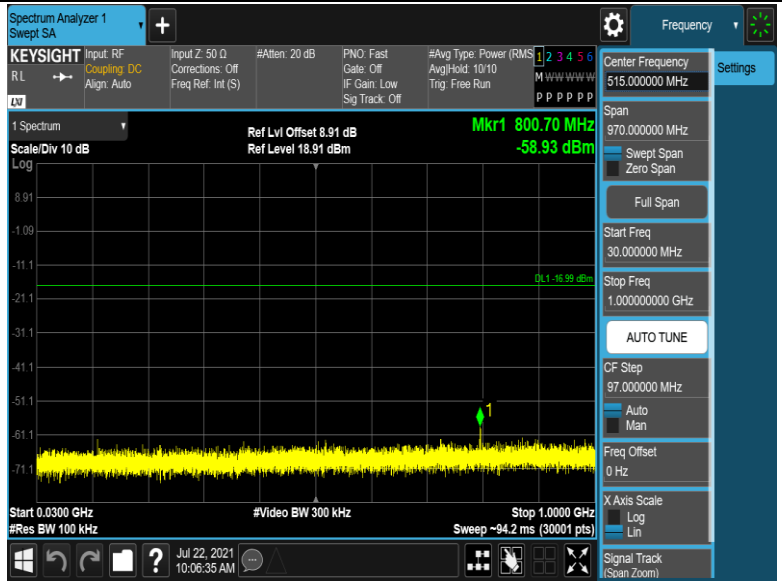 Spectrum Analyzer 1
Swept SA
Frequency
KEYSIGHT
RL
LXI
Input: RF
Coupling: DC
Align: Auto
Input Z: 50 Ω
Corrections: Off
Freq Ref: Int (S)
#Atten: 20 dB
PNO: Fast
Gate: Off
IF Gain: Low
Sig Track: Off
#Avg Type: Power (RMS
Avg|Hold: 10/10
Trig: Free Run
1 2 3 4 5 6
M W W W W W
P P P P P P
1 Spectrum
Scale/Div 10 dB
Log
Ref Lvl Offset 8.91 dB
Ref Level 18.91 dBm
Mkr1 800.70 MHz
-58.93 dBm
8.91
-1.09
-11.1
DL1 -16.99 dBm
-21.1
-31.1
-41.1
-51.1
1
-61.1
-71.1
Start 0.0300 GHz
#Res BW 100 kHz
#Video BW 300 kHz
Stop 1.0000 GHz
Sweep ~94.2 ms (30001 pts)
?
Jul 22, 2021
10:06:35 AM
Center Frequency
515.000000 MHz
Settings
Span
970.000000 MHz
Swept Span
Zero Span
Full Span
Start Freq
30.000000 MHz
Stop Freq
1.000000000 GHz
AUTO TUNE
CF Step
97.000000 MHz
Auto
Man
Freq Offset
0 Hz
X Axis Scale
Log
Lin
Signal Track
(Span Zoom)